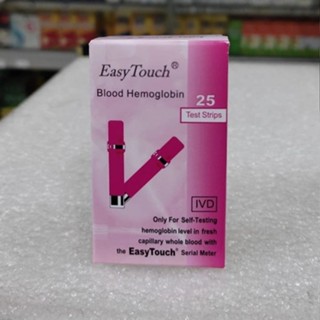 EasyTouch®
Blood Hemoglobin
25
Test Strips
IVD
Only For Self-Testing
hemoglobin level in fresh
capillary whole blood with
the EasyTouch® Serial Meter